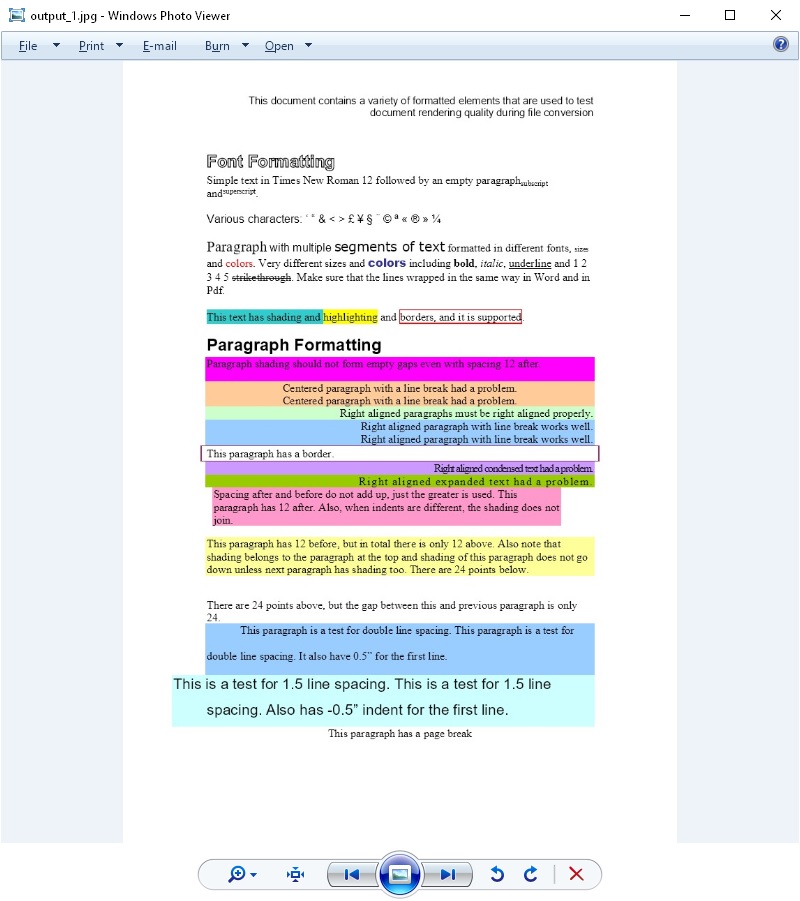 output_1.jpg - Windows Photo Viewer
File Print E-mail Burn Open
This document contains a variety of formatted elements that are used to test
document rendering quality during file conversion
Font Formatting
Simple text in Times New Roman 12 followed by an empty paragraphsubscript
andsuperscript.
Various characters: ‘ “ & < > £ ¥ § ¨ © ª « ® » ¼
Paragraph with multiple segments of text formatted in different fonts, sizes
and colors. Very different sizes and colors including bold, italic, underline and 1 2
3 4 5 strikethrough. Make sure that the lines wrapped in the same way in Word and in
Pdf.
This text has shading and highlighting and borders, and it is supported.
Paragraph Formatting
Paragraph shading should not form empty gaps even with spacing 12 after.
Centered paragraph with a line break had a problem.
Centered paragraph with a line break had a problem.
Right aligned paragraphs must be right aligned properly.
Right aligned paragraph with line break works well.
Right aligned paragraph with line break works well.
This paragraph has a border.
Right aligned condensed text had a problem.
Right aligned expanded text had a problem.
Spacing after and before do not add up, just the greater is used. This
paragraph has 12 after. Also, when indents are different, the shading does not
join.
This paragraph has 12 before, but in total there is only 12 above. Also note that
shading belongs to the paragraph at the top and shading of this paragraph does not go
down unless next paragraph has shading too. There are 24 points below.
There are 24 points above, but the gap between this and previous paragraph is only
24.
This paragraph is a test for double line spacing. This paragraph is a test for
double line spacing. It also have 0.5” for the first line.
This is a test for 1.5 line spacing. This is a test for 1.5 line
spacing. Also has -0.5” indent for the first line.
This paragraph has a page break